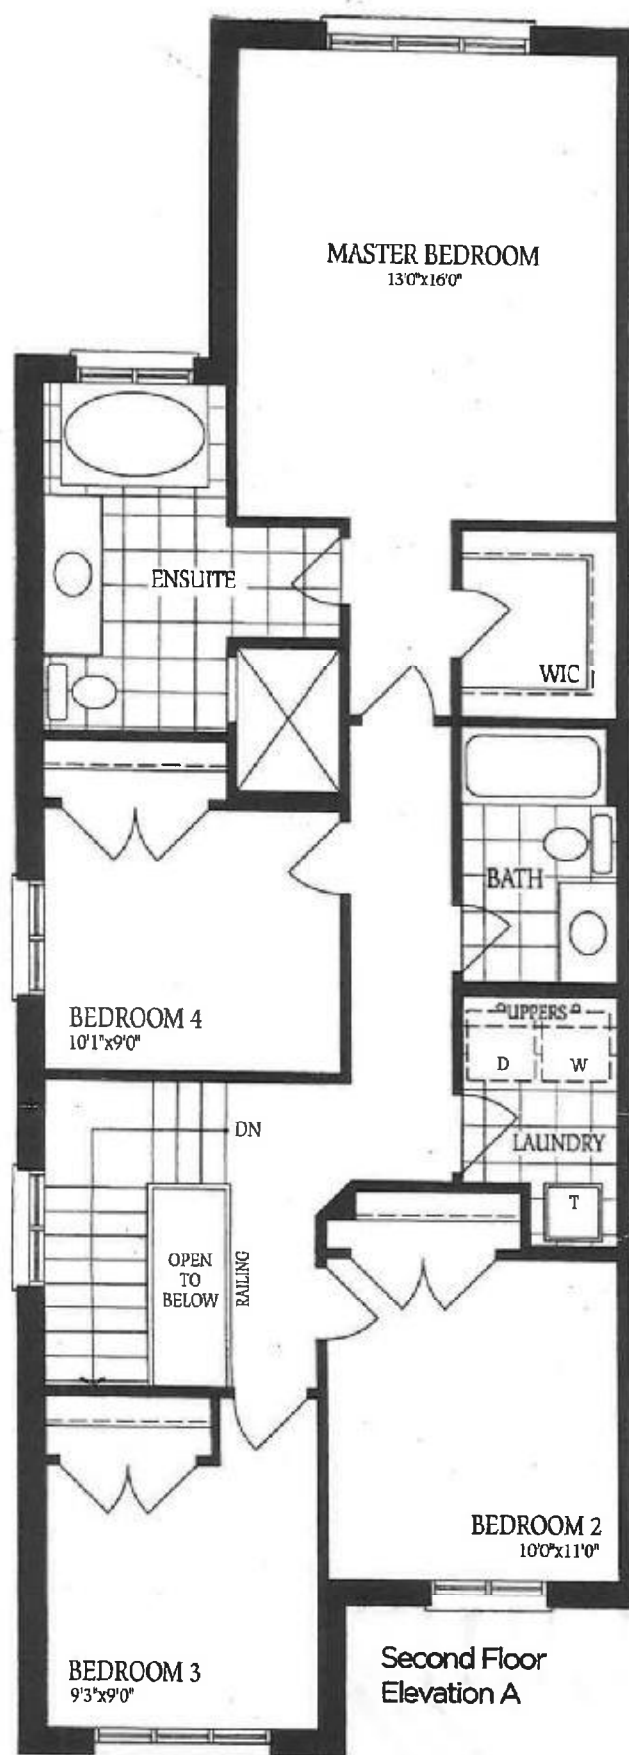 MASTER BEDROOM
13'0"x16'0"
ENSUITE
WIC
BATH
BEDROOM 4
10'1"x9'0"
UPPERS
D
W
DN
LAUNDRY
T
OPEN
TO
BELOW
RAILING
BEDROOM 2
10'0"x11'0"
BEDROOM 3
9'3"x9'0"
Second Floor
Elevation A